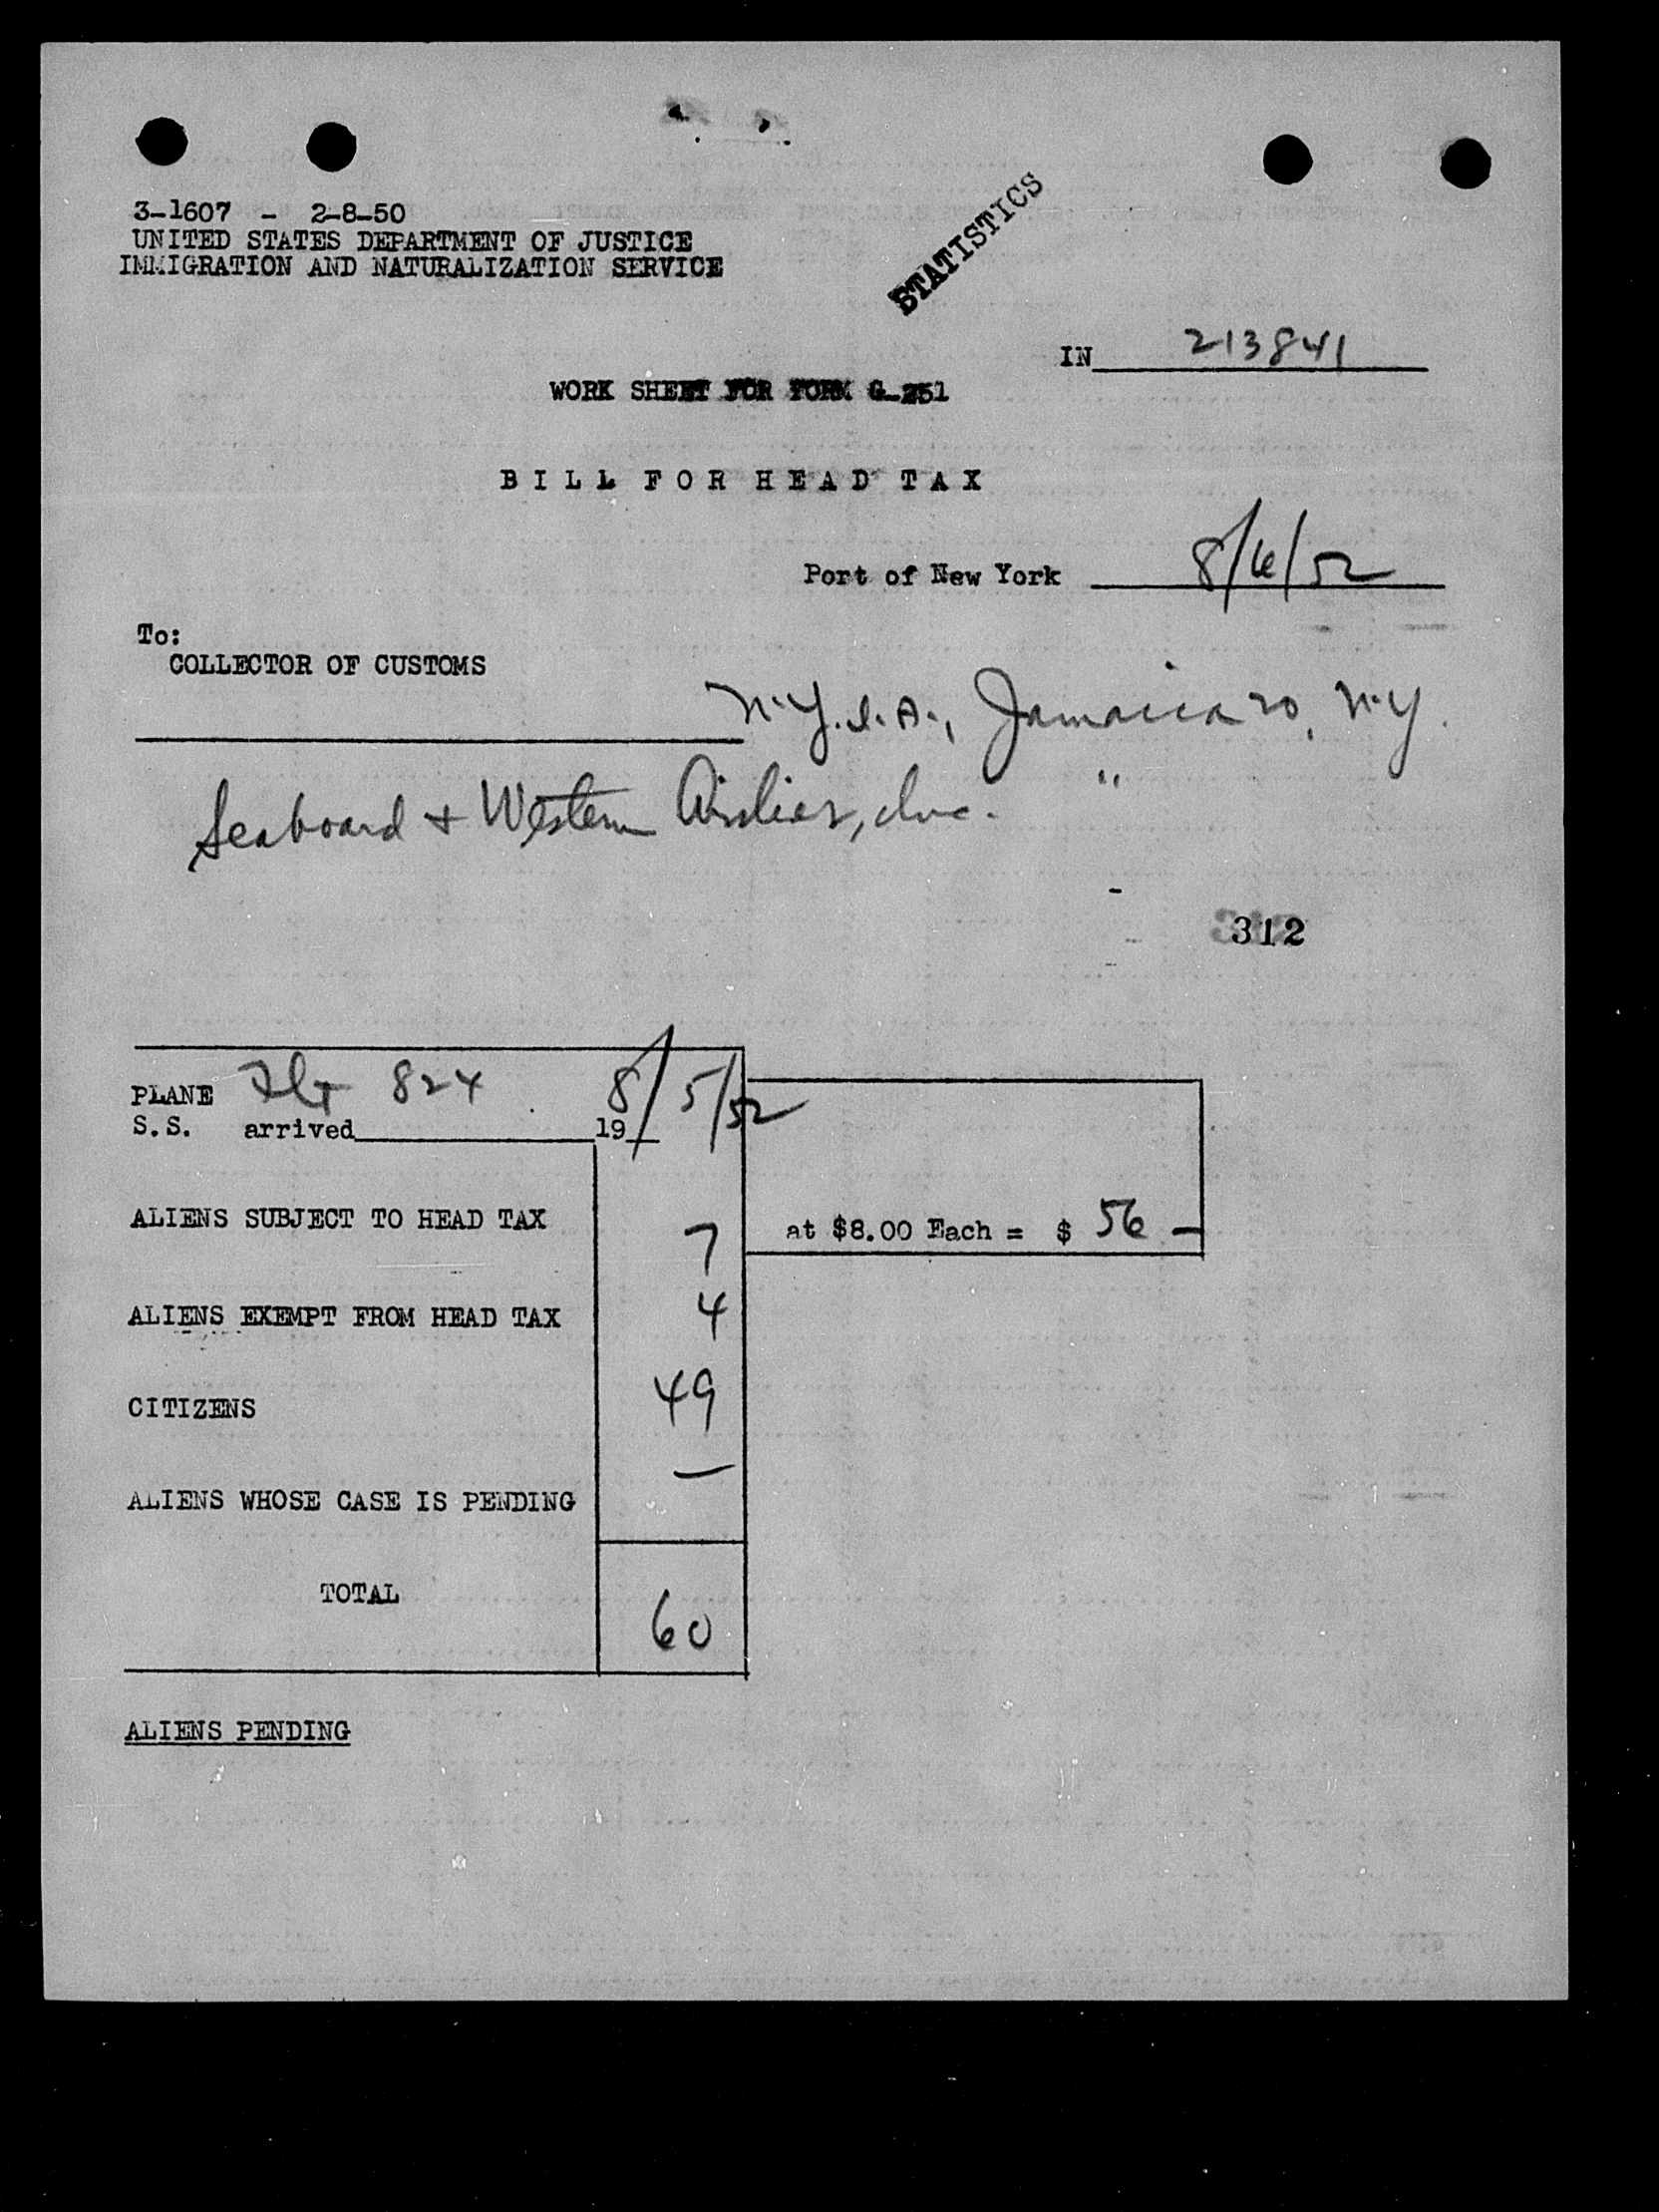 3-1607 - 2-8-50
UNITED STATES DEPARTMENT OF JUSTICE
IMMIGRATION AND NATURALIZATION SERVICE
STATISTICS
IN 213841
WORK SHEET FOR FORM G-251
BILL FOR HEAD TAX
Port of New York 8/6/52
To:
COLLECTOR OF CUSTOMS
N.Y.I.A., Jamaica 20, N.Y.
Seaboard + Western Airlines, Inc. "
312
PLANE Flt 824 8/5/52
S.S. arrived 19
ALIENS SUBJECT TO HEAD TAX 7 at $8.00 Each = $ 56 -
ALIENS EXEMPT FROM HEAD TAX 4
CITIZENS 49
ALIENS WHOSE CASE IS PENDING —
TOTAL 60
ALIENS PENDING